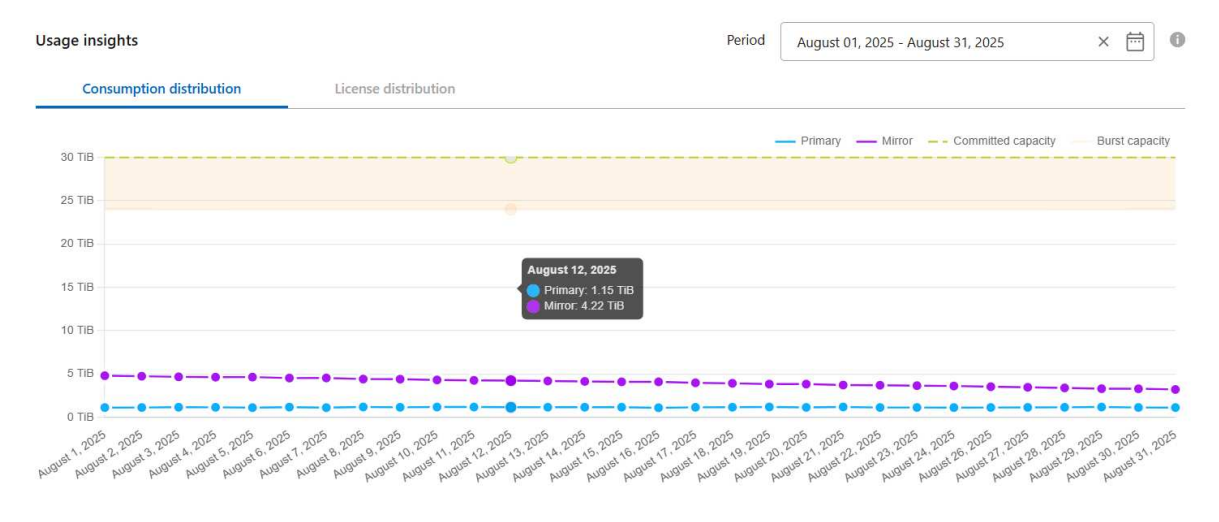 Usage insights
Period
August 01, 2025 - August 31, 2025
Consumption distribution
License distribution
Primary
Mirror
Committed capacity
Burst capacity
30 TiB
25 TiB
20 TiB
15 TiB
10 TiB
5 TiB
0 TiB
August 12, 2025
Primary: 1.15 TiB
Mirror: 4.22 TiB
August 1, 2025
August 2, 2025
August 3, 2025
August 4, 2025
August 5, 2025
August 6, 2025
August 7, 2025
August 8, 2025
August 9, 2025
August 10, 2025
August 11, 2025
August 12, 2025
August 13, 2025
August 14, 2025
August 15, 2025
August 16, 2025
August 17, 2025
August 18, 2025
August 19, 2025
August 20, 2025
August 21, 2025
August 22, 2025
August 23, 2025
August 24, 2025
August 26, 2025
August 27, 2025
August 28, 2025
August 29, 2025
August 30, 2025
August 31, 2025